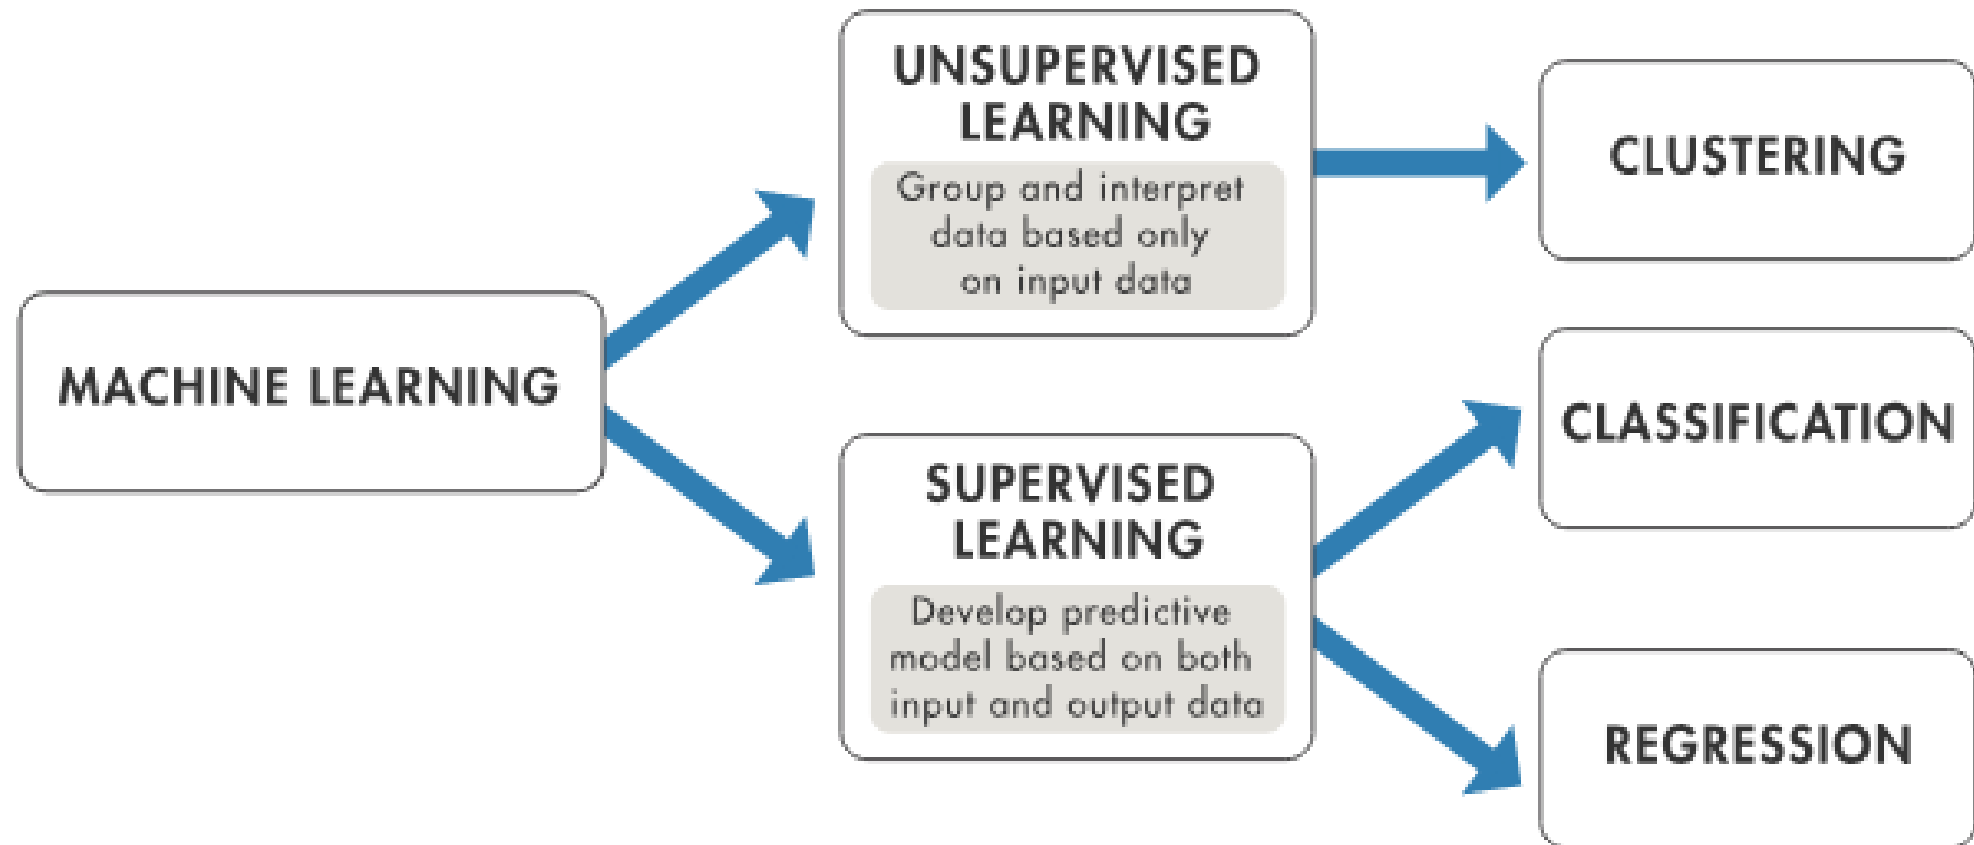 MACHINE LEARNING
UNSUPERVISED
LEARNING
Group and interpret
data based only
on input data
SUPERVISED
LEARNING
Develop predictive
model based on both
input and output data
CLUSTERING
CLASSIFICATION
REGRESSION